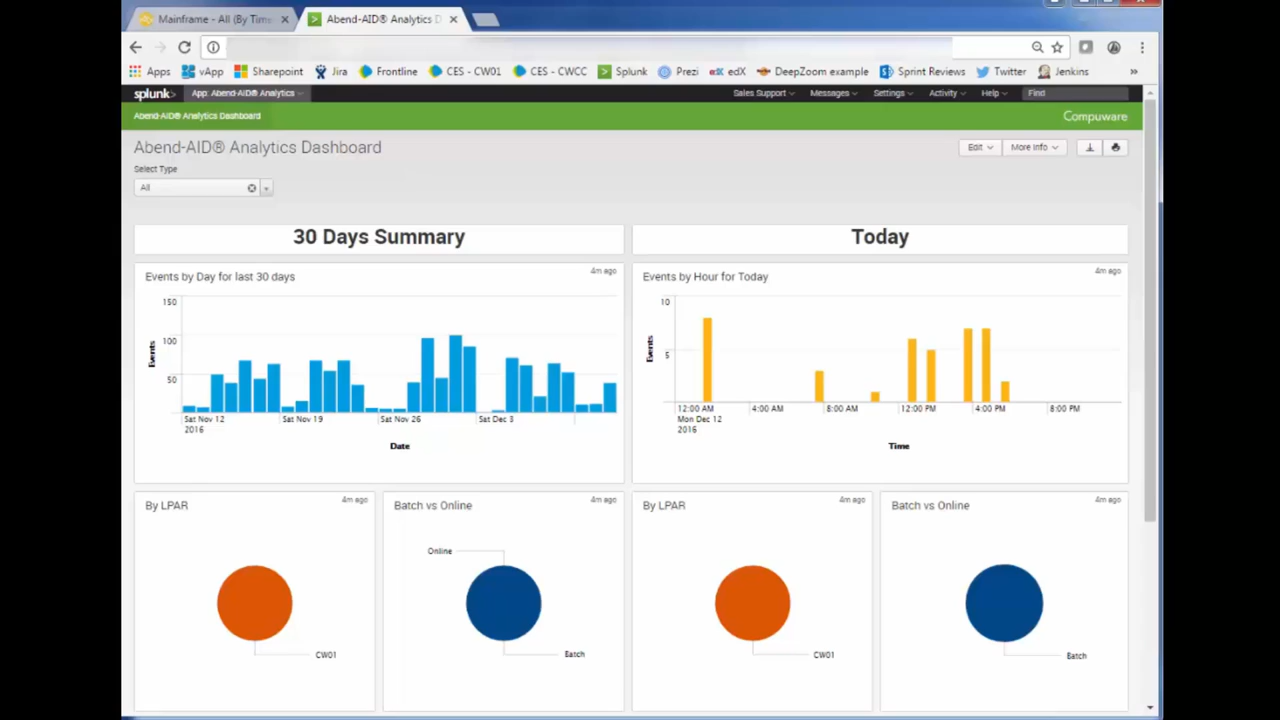 Mainframe - All (By Time
Abend-AID® Analytics D
Apps vApp Sharepoint Jira Frontline CES - CW01 CES - CWCC Splunk Prezi edX DeepZoom example Sprint Reviews Twitter Jenkins »
splunk> App: Abend-AID® Analytics Sales Support Messages Settings Activity Help Find
Abend-AID® Analytics Dashboard Compuware
Abend-AID® Analytics Dashboard Edit More Info
Select Type
All
30 Days Summary
Today
Events by Day for last 30 days 4m ago
150
100
50
Events
Sat Nov 12 Sat Nov 19 Sat Nov 26 Sat Dec 3
2016
Date
Events by Hour for Today 4m ago
10
5
Events
12:00 AM 4:00 AM 8:00 AM 12:00 PM 4:00 PM 8:00 PM
Mon Dec 12
2016
Time
By LPAR 4m ago
CW01
Batch vs Online 4m ago
Online
Batch
By LPAR 4m ago
CW01
Batch vs Online 4m ago
Batch